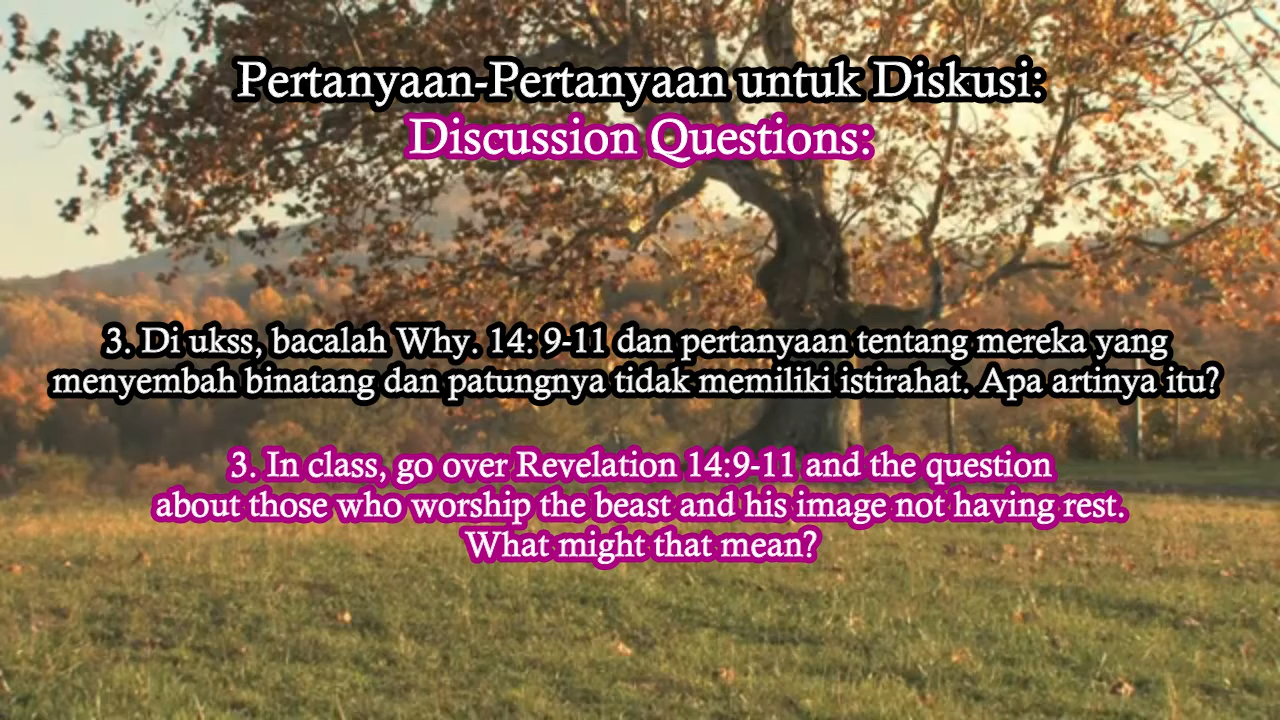 Pertanyaan-Pertanyaan untuk Diskusi:
Discussion Questions:
3. Di ukss, bacalah Why. 14: 9-11 dan pertanyaan tentang mereka yang
menyembah binatang dan patungnya tidak memiliki istirahat. Apa artinya itu?
3. In class, go over Revelation 14:9-11 and the question
about those who worship the beast and his image not having rest.
What might that mean?